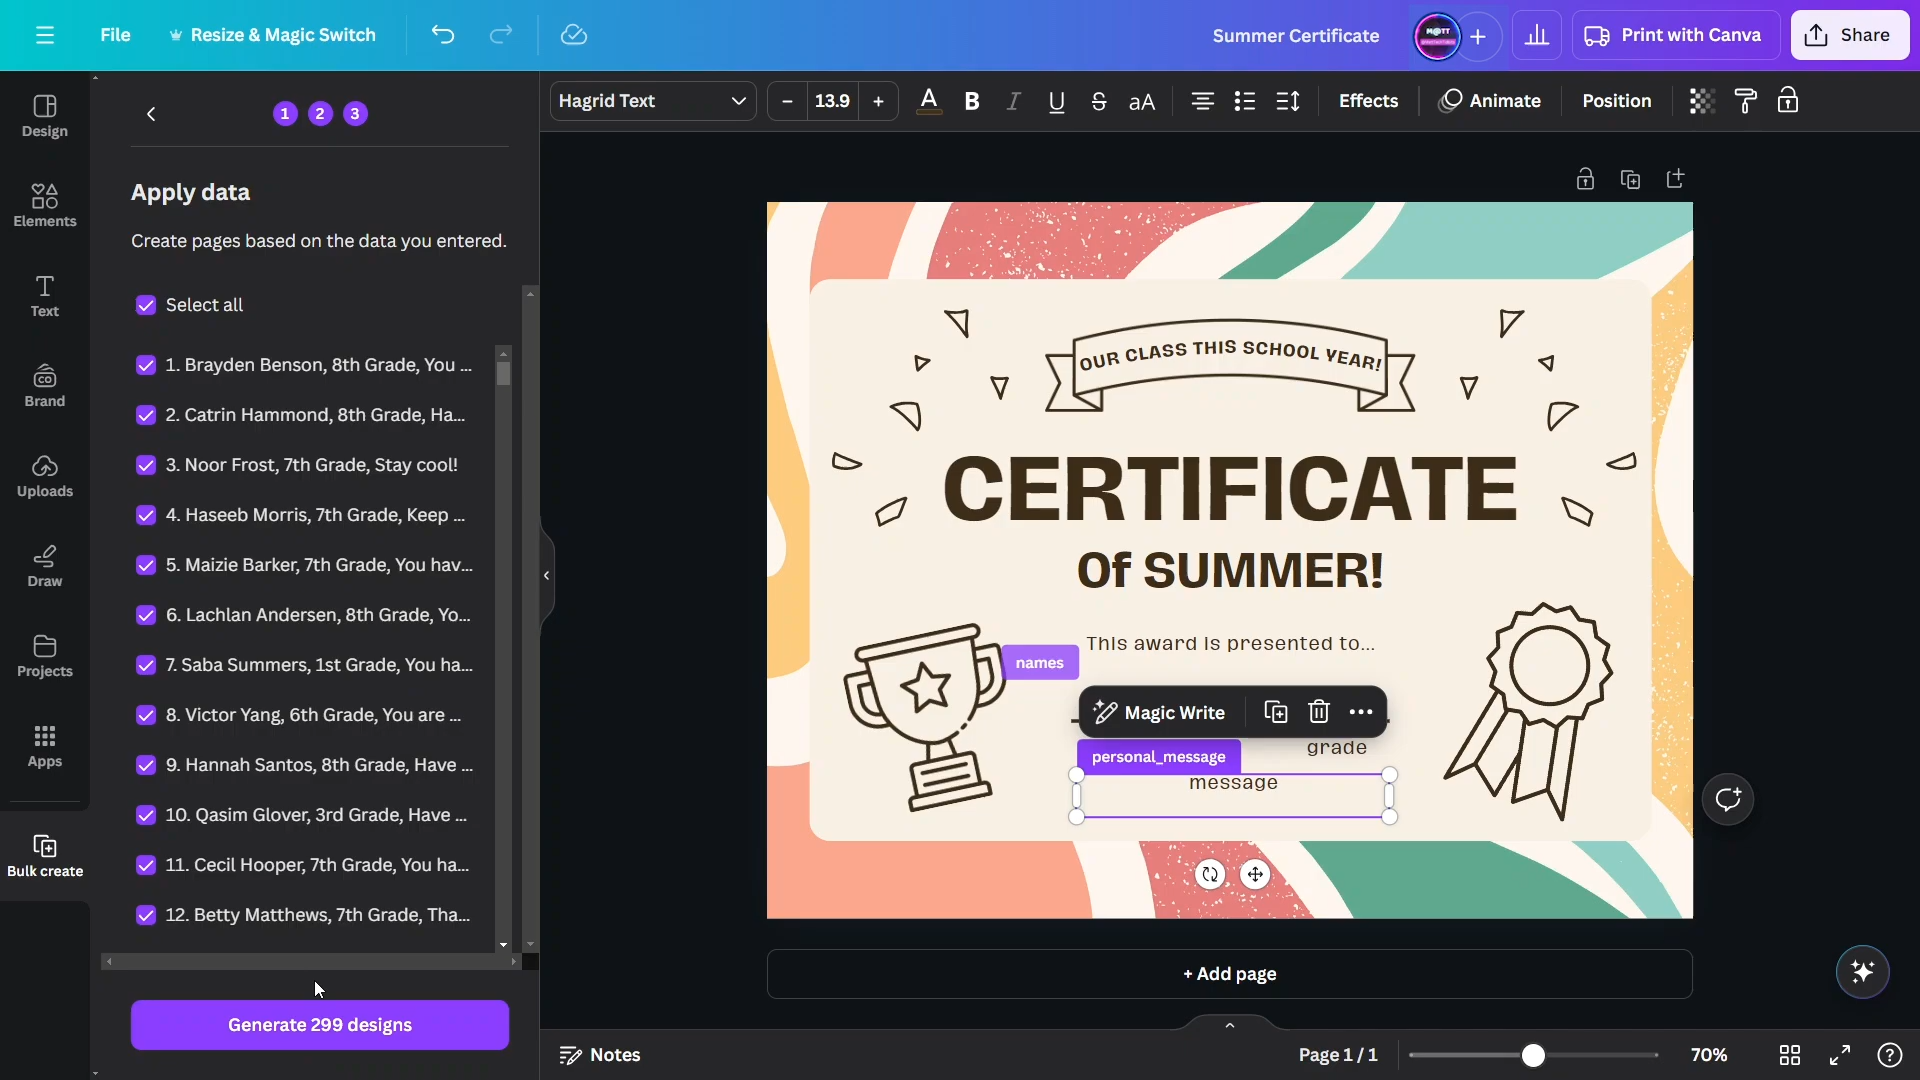 File
Resize & Magic Switch
Summer Certificate
M@TT
Print with Canva
Share
Hagrid Text
13.9
A
B
I
U
S
aA
Effects
Animate
Position
Design
Elements
Text
Brand
Uploads
Draw
Projects
Apps
Bulk create
1 2 3
Apply data
Create pages based on the data you entered.
Select all
1. Brayden Benson, 8th Grade, You ...
2. Catrin Hammond, 8th Grade, Ha...
3. Noor Frost, 7th Grade, Stay cool!
4. Haseeb Morris, 7th Grade, Keep ...
5. Maizie Barker, 7th Grade, You hav...
6. Lachlan Andersen, 8th Grade, Yo...
7. Saba Summers, 1st Grade, You ha...
8. Victor Yang, 6th Grade, You are ...
9. Hannah Santos, 8th Grade, Have ...
10. Qasim Glover, 3rd Grade, Have ...
11. Cecil Hooper, 7th Grade, You ha...
12. Betty Matthews, 7th Grade, Tha...
Generate 299 designs
OUR CLASS THIS SCHOOL YEAR!
CERTIFICATE
Of SUMMER!
This award is presented to...
names
Magic Write
grade
personal_message
message
+ Add page
Notes
Page 1 / 1
70%